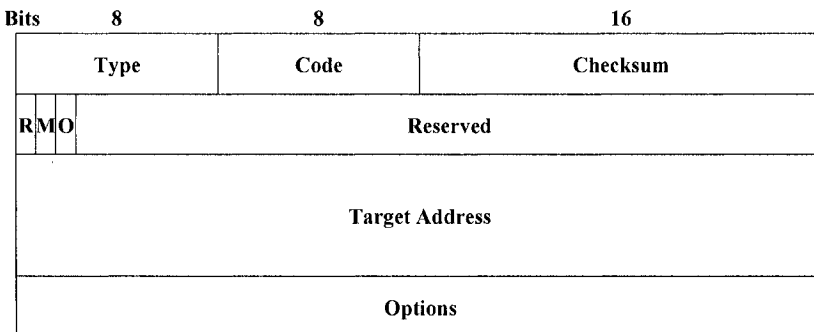 Bits 8 8 16
Type Code Checksum
R M O Reserved
Target Address
Options